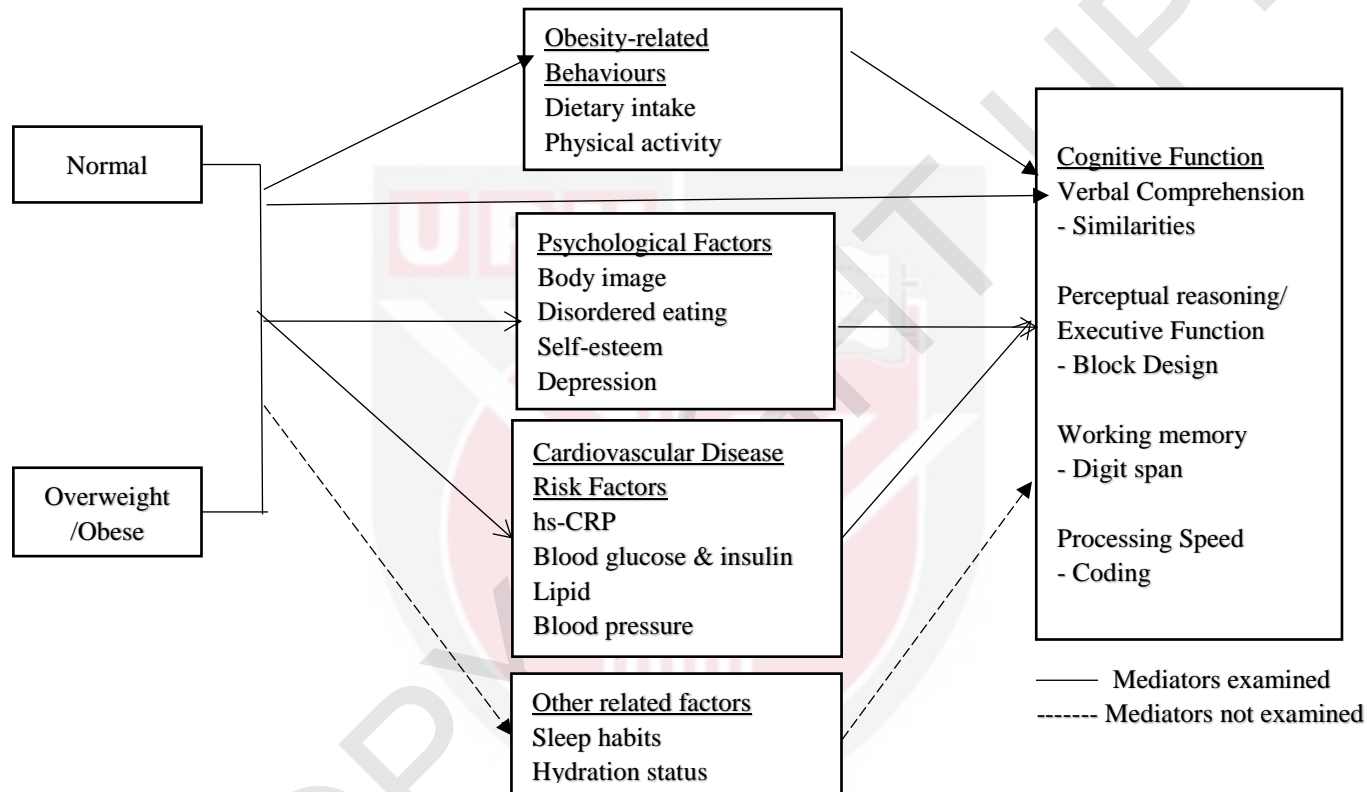 Normal
Overweight
/Obese
Obesity-related
Behaviours
Dietary intake
Physical activity
Psychological Factors
Body image
Disordered eating
Self-esteem
Depression
Cardiovascular Disease
Risk Factors
hs-CRP
Blood glucose & insulin
Lipid
Blood pressure
Other related factors
Sleep habits
Hydration status
Cognitive Function
Verbal Comprehension
- Similarities
Perceptual reasoning/
Executive Function
- Block Design
Working memory
- Digit span
Processing Speed
- Coding
Mediators examined
Mediators not examined